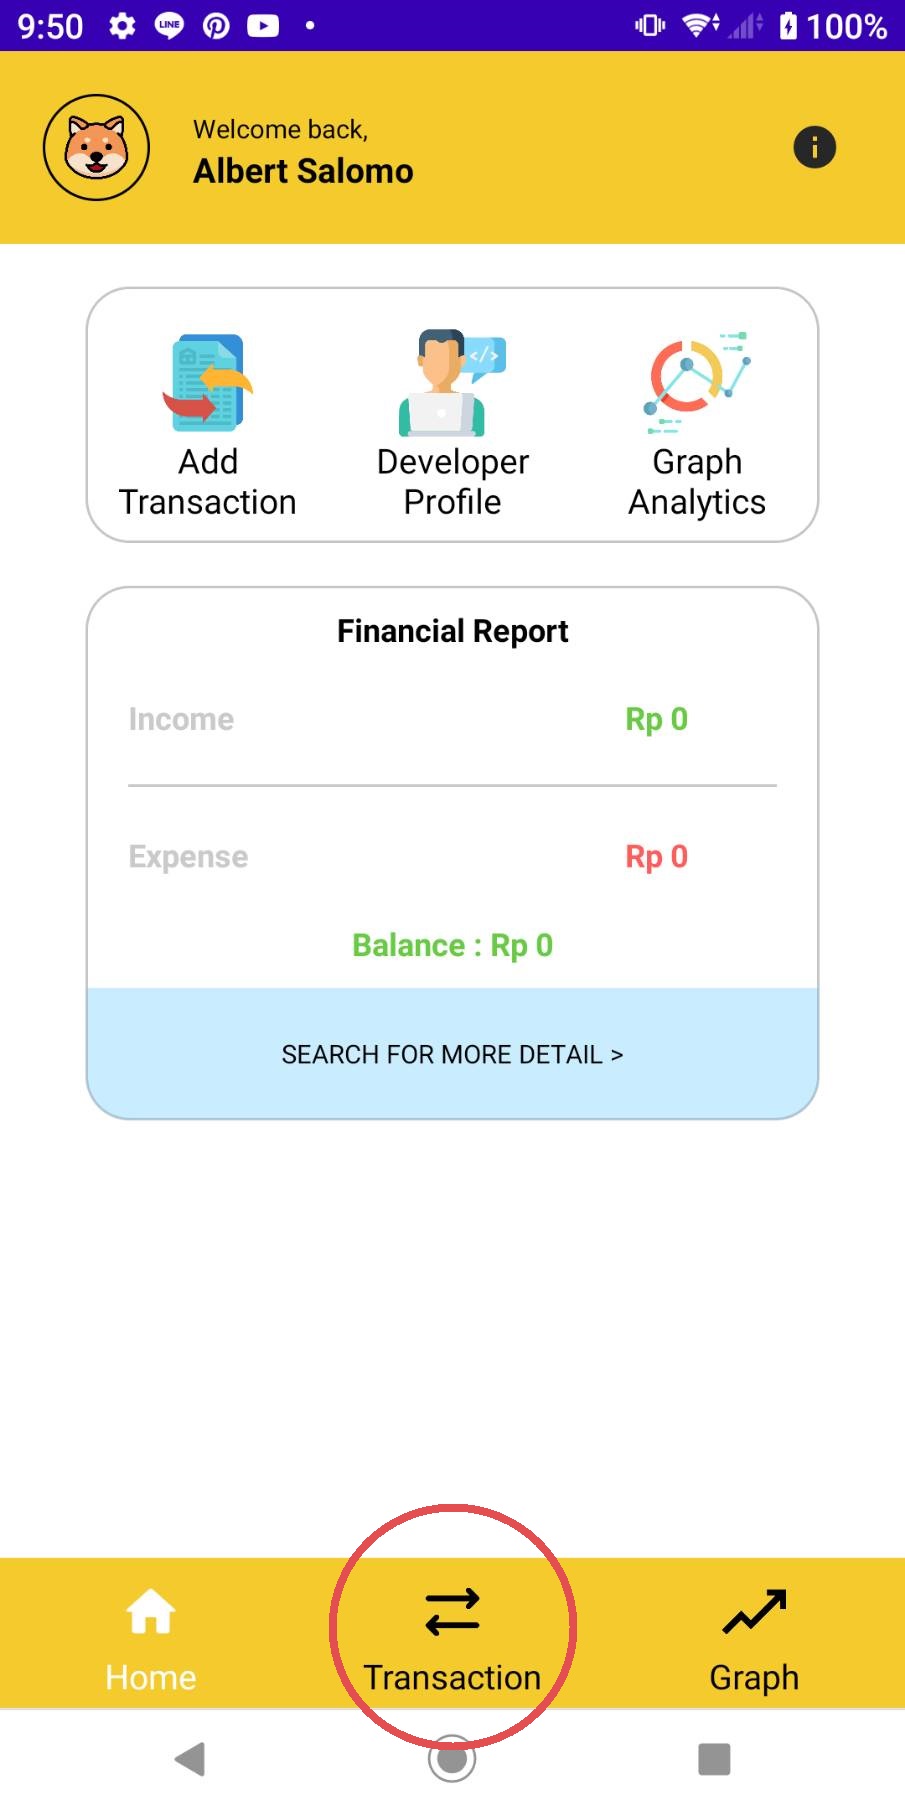 9:50 LINE 100%
Welcome back,
Albert Salomo
Add
Transaction
Developer
Profile
Graph
Analytics
Financial Report
Income Rp 0
Expense Rp 0
Balance : Rp 0
SEARCH FOR MORE DETAIL >
Home Transaction Graph